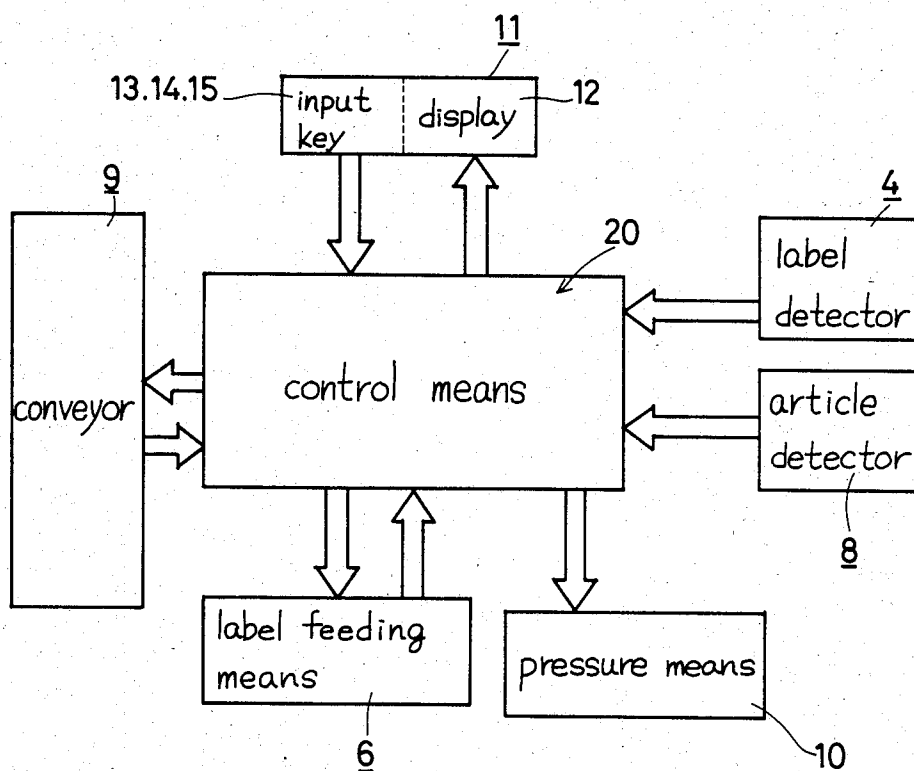 11
13.14.15
input
key
display
12
9
4
20
label
detector
control means
conveyor
article
detector
8
label feeding
means
pressure means
6
10